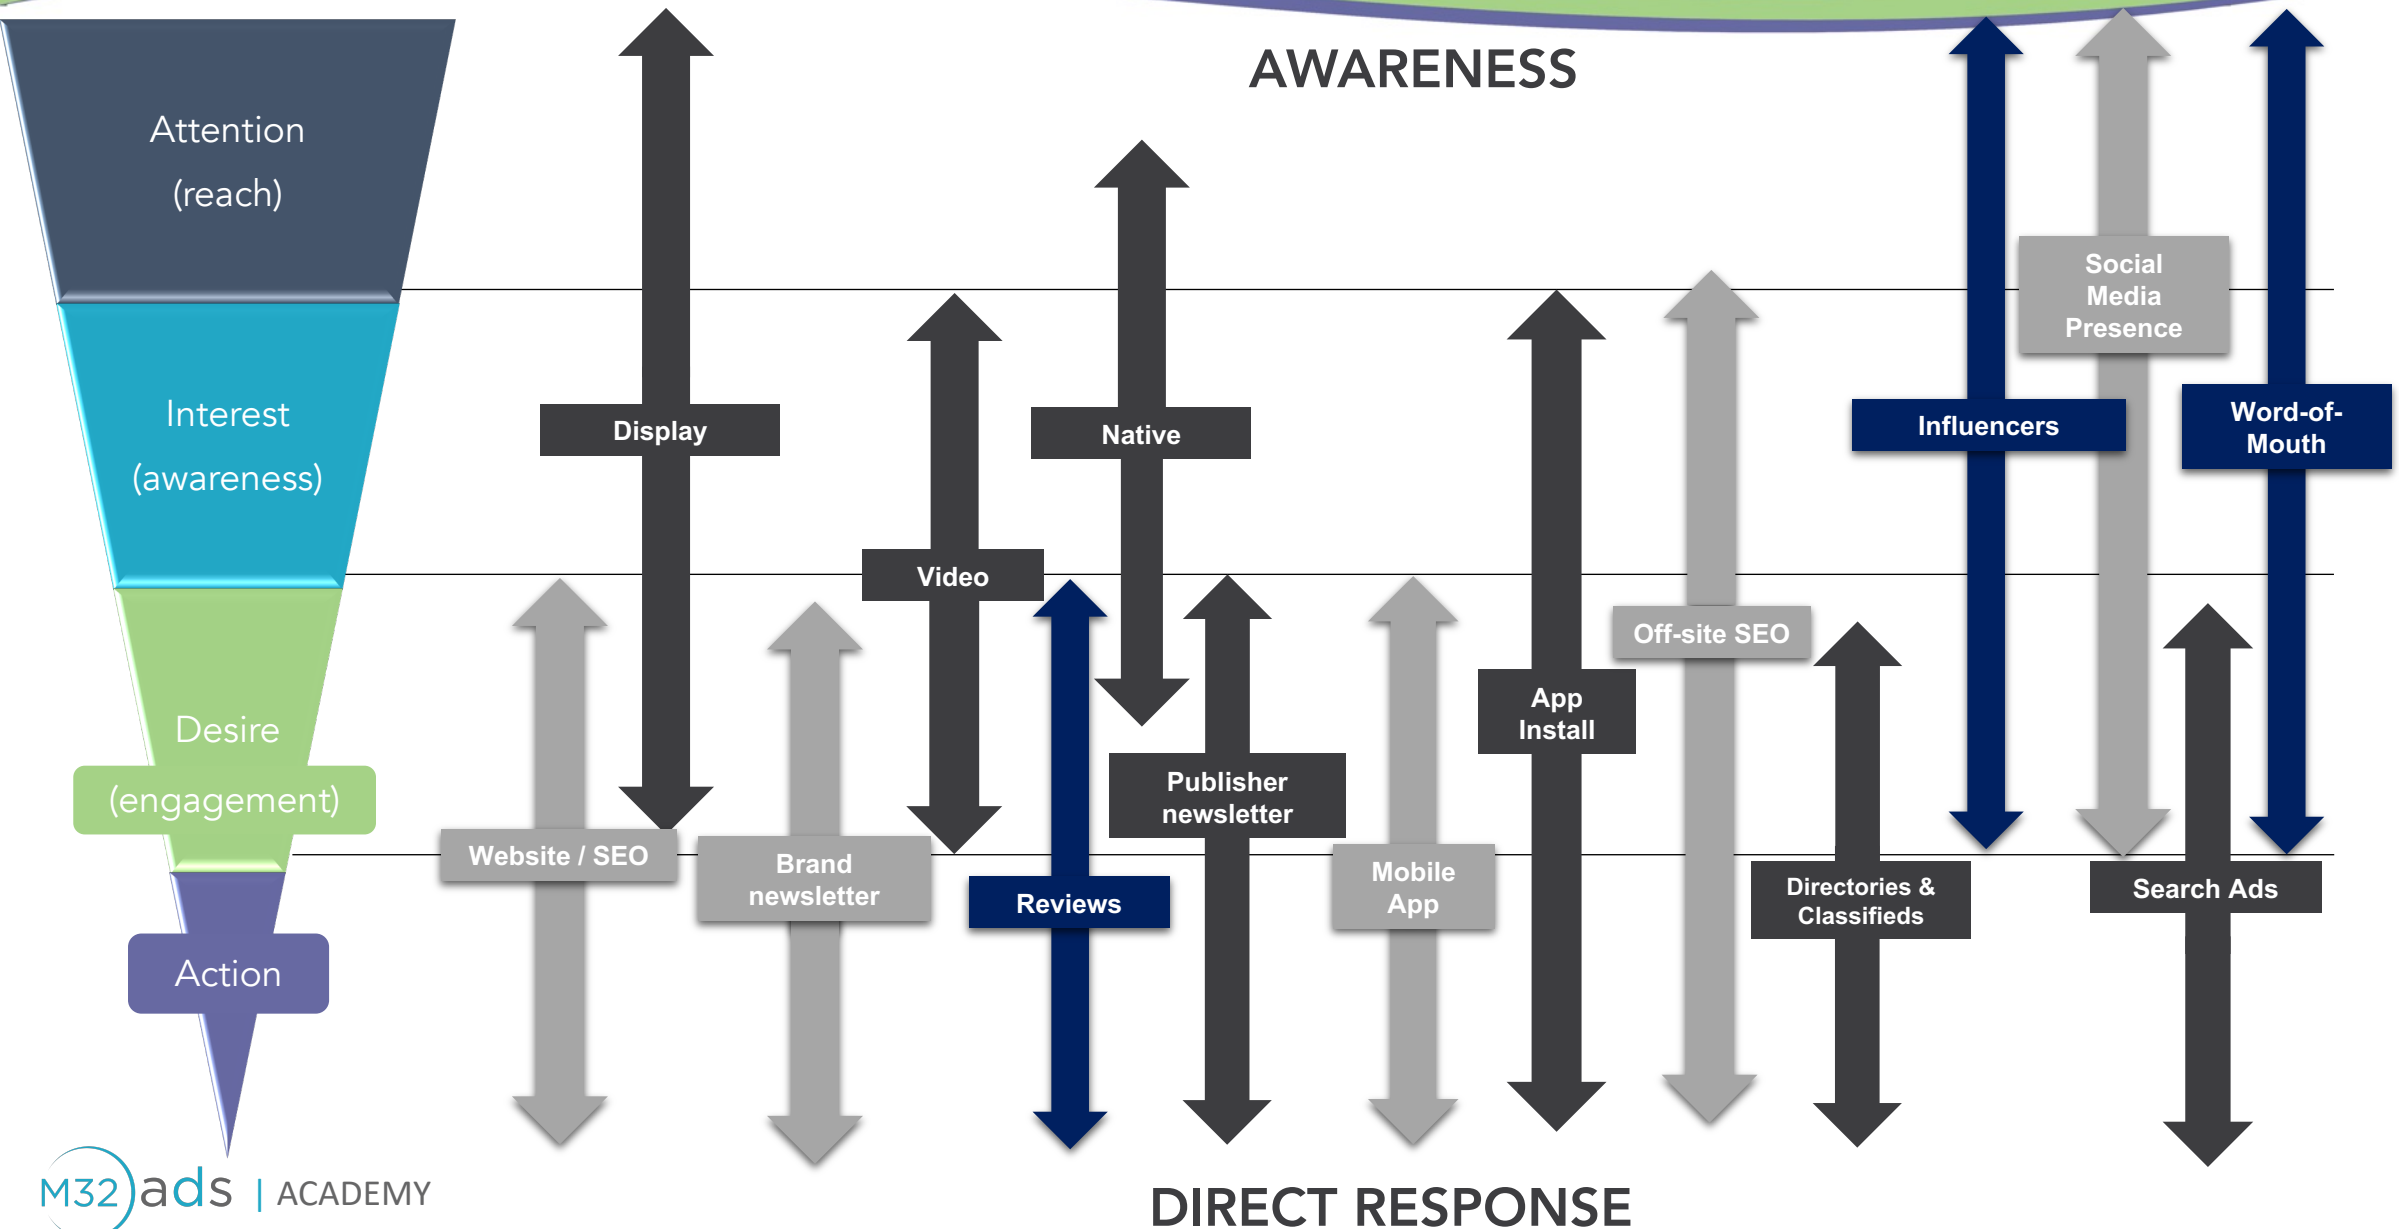 AWARENESS
Attention
(reach)
Interest
(awareness)
Desire
(engagement)
Action
Display
Native
Video
Influencers
Social
Media
Presence
Word-of-
Mouth
Off-site SEO
App
Install
Publisher
newsletter
Website / SEO
Brand
newsletter
Reviews
Mobile
App
Directories &
Classifieds
Search Ads
M32 ads | ACADEMY
DIRECT RESPONSE